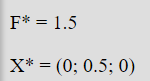 F* = 1.5
X* = (0; 0.5; 0)